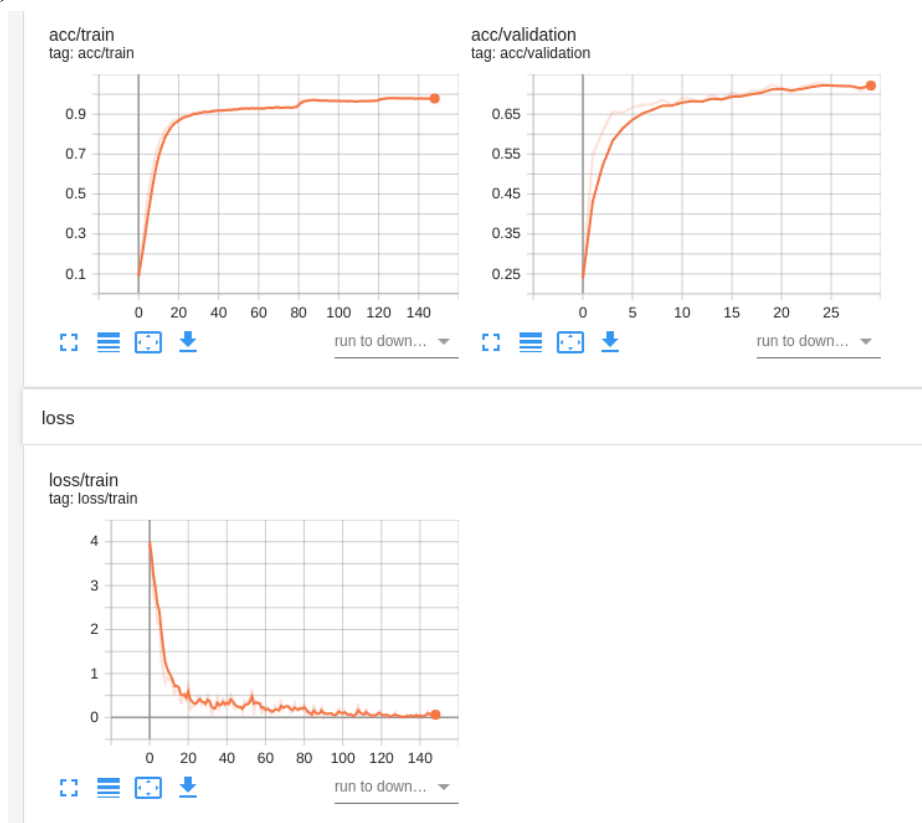 acc/train
tag: acc/train
0.9
0.7
0.5
0.3
0.1
0 20 40 60 80 100 120 140
run to down...
acc/validation
tag: acc/validation
0.65
0.55
0.45
0.35
0.25
0 5 10 15 20 25
run to down...
loss
loss/train
tag: loss/train
4
3
2
1
0
0 20 40 60 80 100 120 140
run to down...